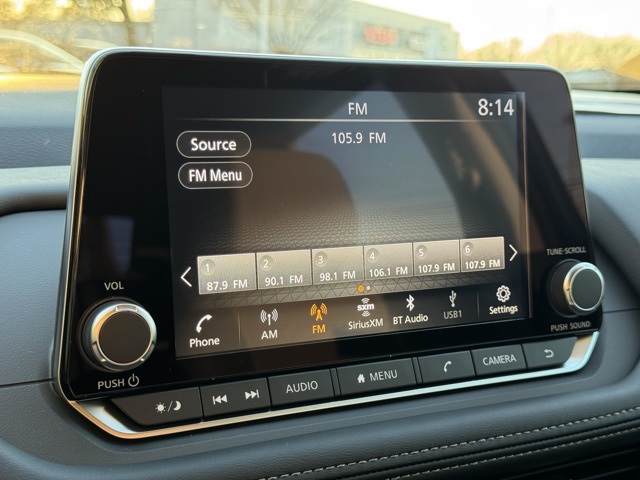 FM 8:14
105.9 FM
Source
FM Menu
1 2 3 4 5 6
87.9 FM 90.1 FM 98.1 FM 106.1 FM 107.9 FM 107.9 FM
Phone AM FM sxm SiriusXM BT Audio USB1 Settings
VOL
PUSH
TUNE·SCROLL
PUSH SOUND
AUDIO MENU CAMERA